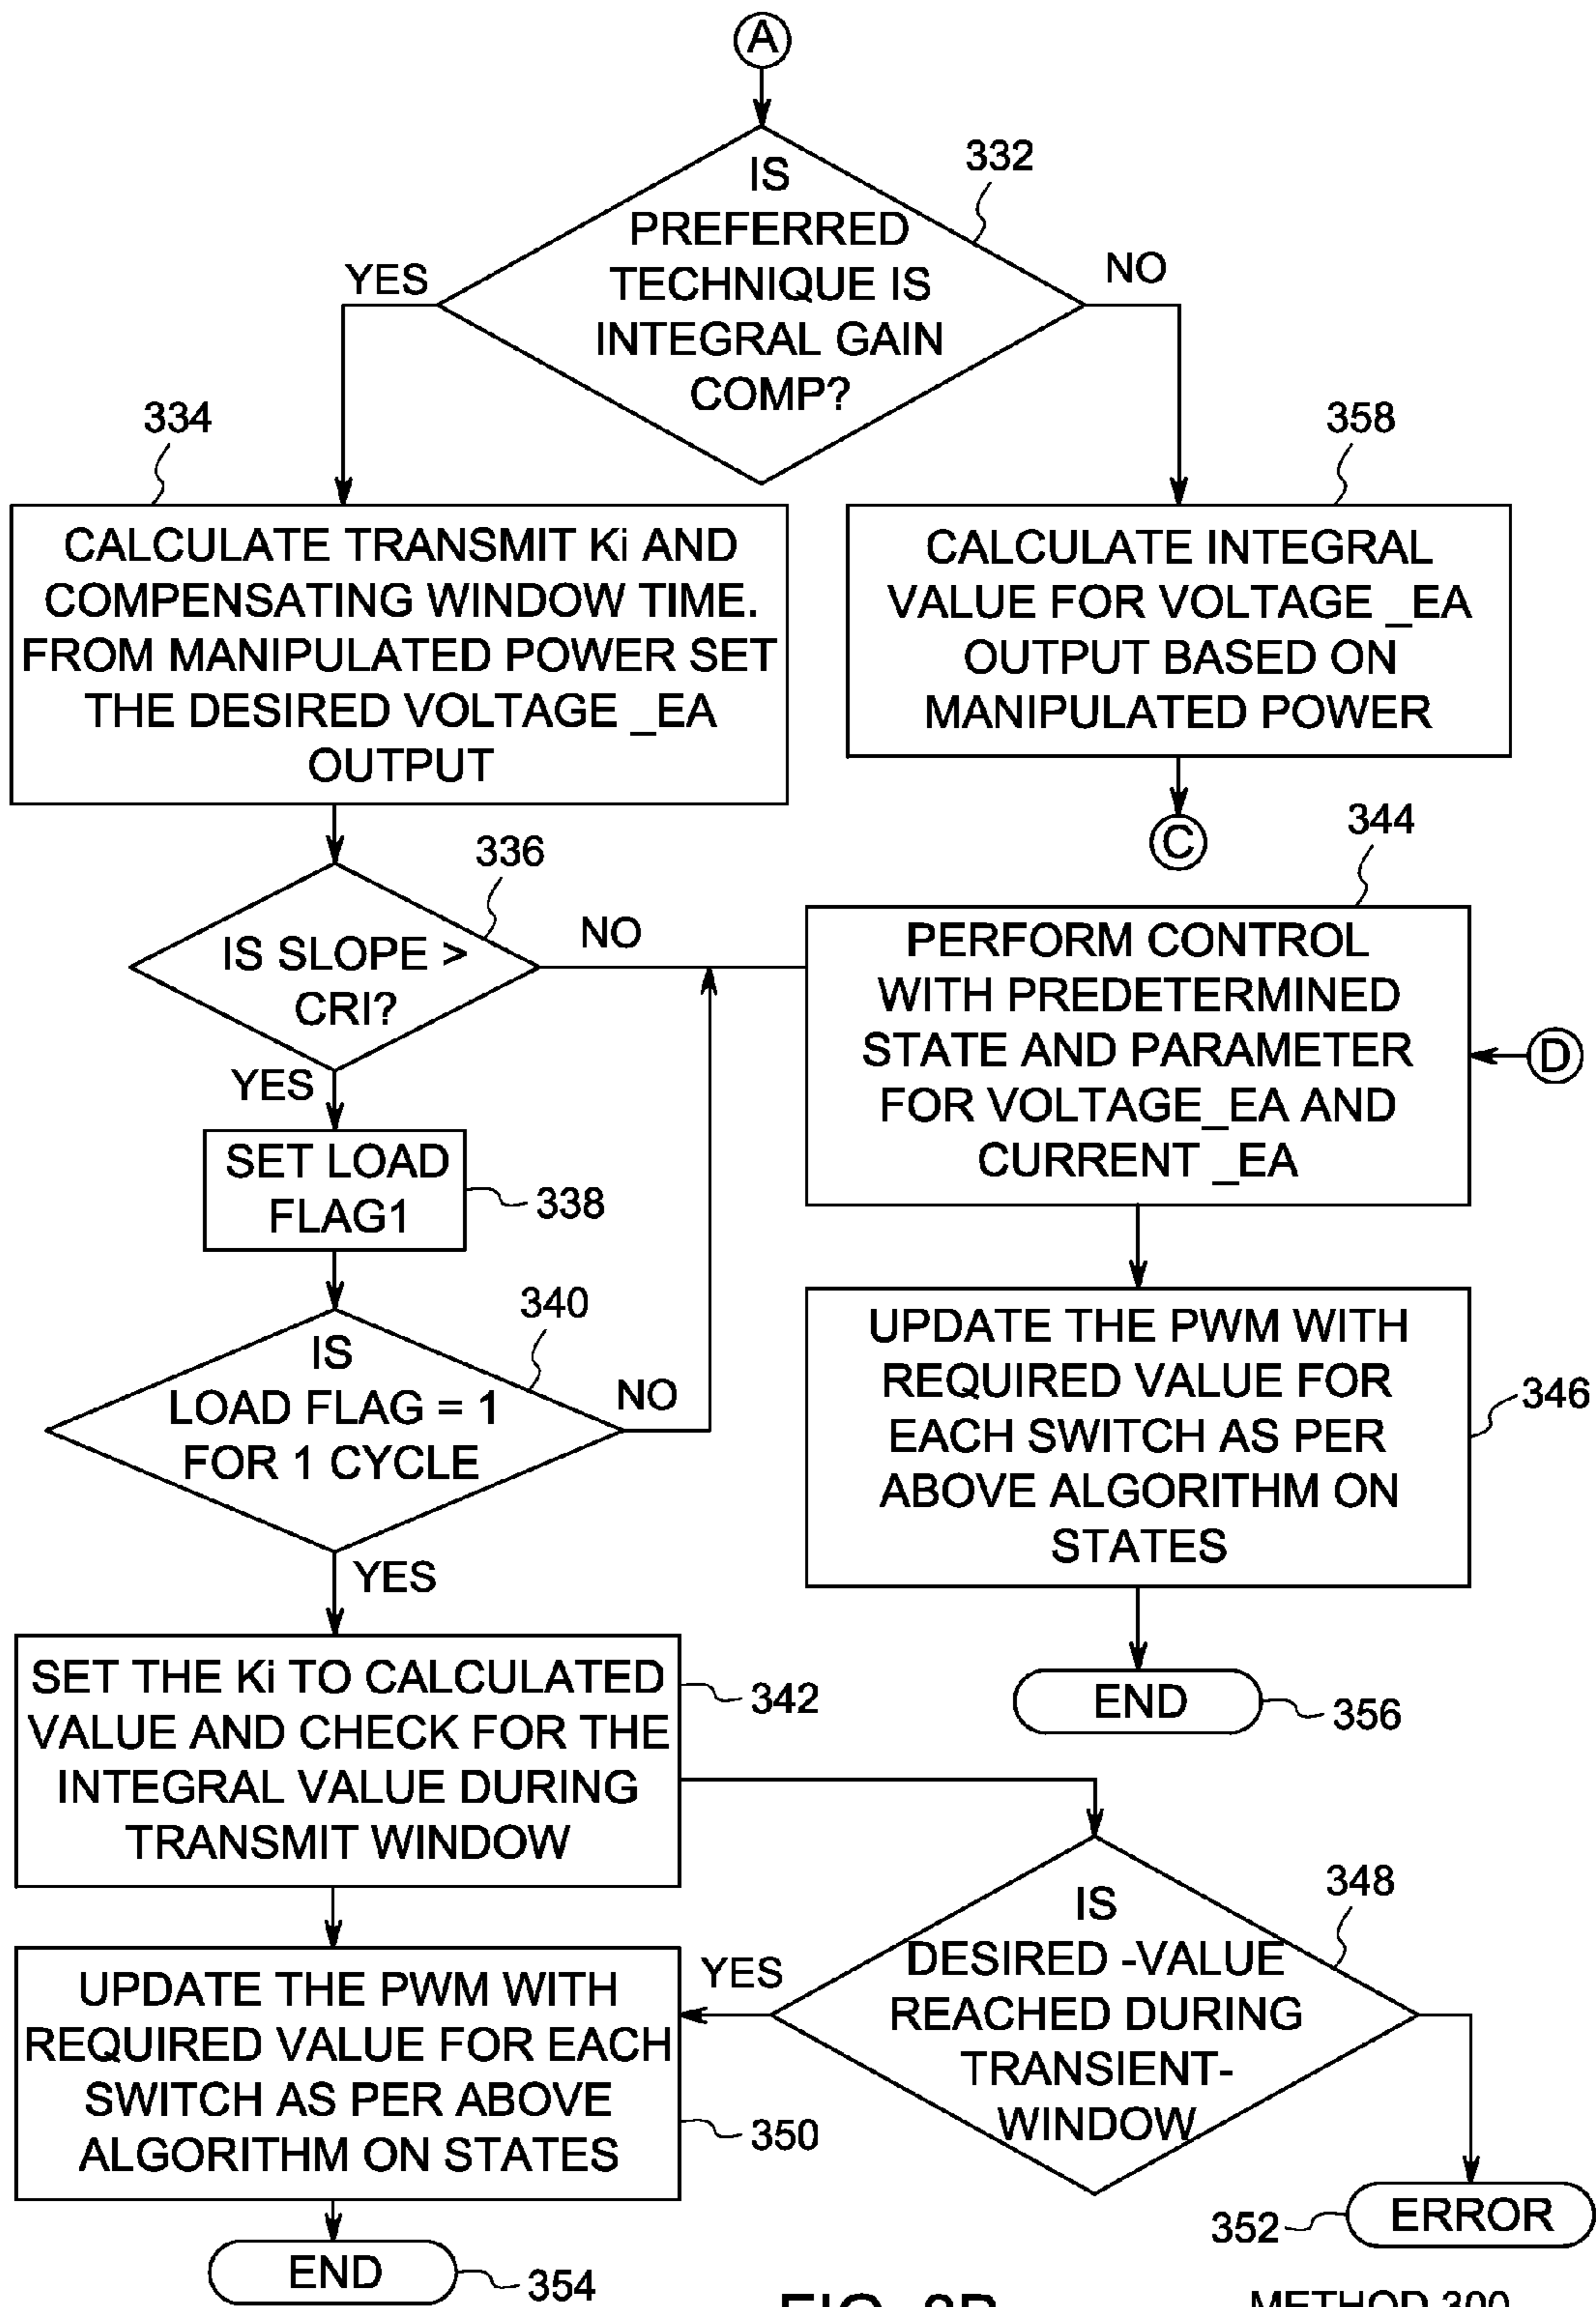 A
332
IS
PREFERRED
TECHNIQUE IS
INTEGRAL GAIN
COMP?
YES
NO
334
CALCULATE TRANSMIT Ki AND
COMPENSATING WINDOW TIME.
FROM MANIPULATED POWER SET
THE DESIRED VOLTAGE _EA
OUTPUT
358
CALCULATE INTEGRAL
VALUE FOR VOLTAGE _EA
OUTPUT BASED ON
MANIPULATED POWER
C
336
IS SLOPE >
CRI?
NO
YES
344
PERFORM CONTROL
WITH PREDETERMINED
STATE AND PARAMETER
FOR VOLTAGE_EA AND
CURRENT _EA
D
SET LOAD
FLAG1
338
340
IS
LOAD FLAG = 1
FOR 1 CYCLE
NO
YES
UPDATE THE PWM WITH
REQUIRED VALUE FOR
EACH SWITCH AS PER
ABOVE ALGORITHM ON
STATES
346
END
356
SET THE Ki TO CALCULATED
VALUE AND CHECK FOR THE
INTEGRAL VALUE DURING
TRANSMIT WINDOW
342
348
IS
DESIRED -VALUE
REACHED DURING
TRANSIENT-
WINDOW
YES
UPDATE THE PWM WITH
REQUIRED VALUE FOR EACH
SWITCH AS PER ABOVE
ALGORITHM ON STATES
350
352
ERROR
END
354
METHOD 300